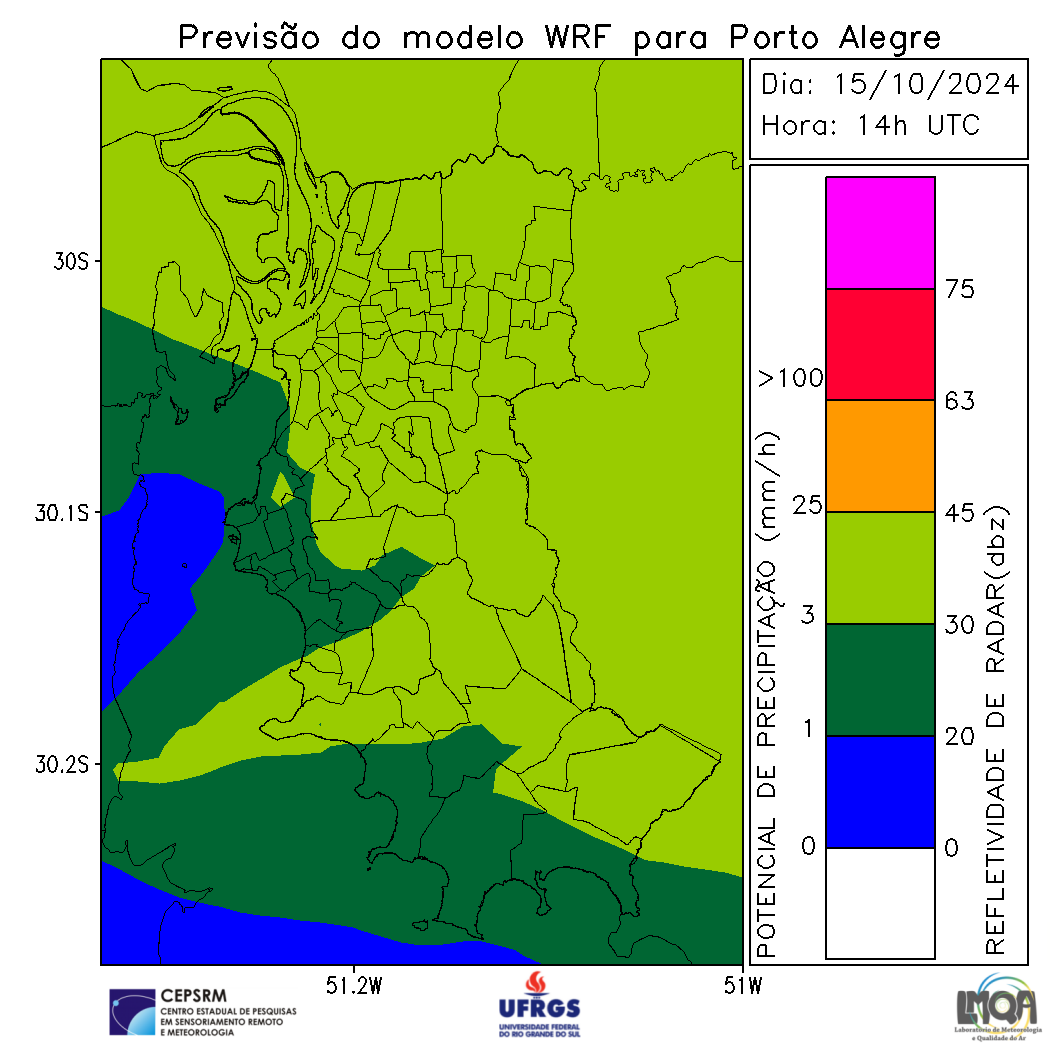 Previsão do modelo WRF para Porto Alegre
Dia: 15/10/2024
Hora: 14h UTC
30S
30.1S
30.2S
51.2W
51W
POTENCIAL DE PRECIPITAÇÃO (mm/h)
>100
25
3
1
0
75
63
45
30
20
0
REFLETIVIDADE DE RADAR(dbz)
CEPSRM
CENTRO ESTADUAL DE PESQUISAS
EM SENSORIAMENTO REMOTO
E METEOROLOGIA
UFRGS
UNIVERSIDADE FEDERAL
DO RIO GRANDE DO SUL
LMQA
Laboratório de Meteorologia
e Qualidade do Ar